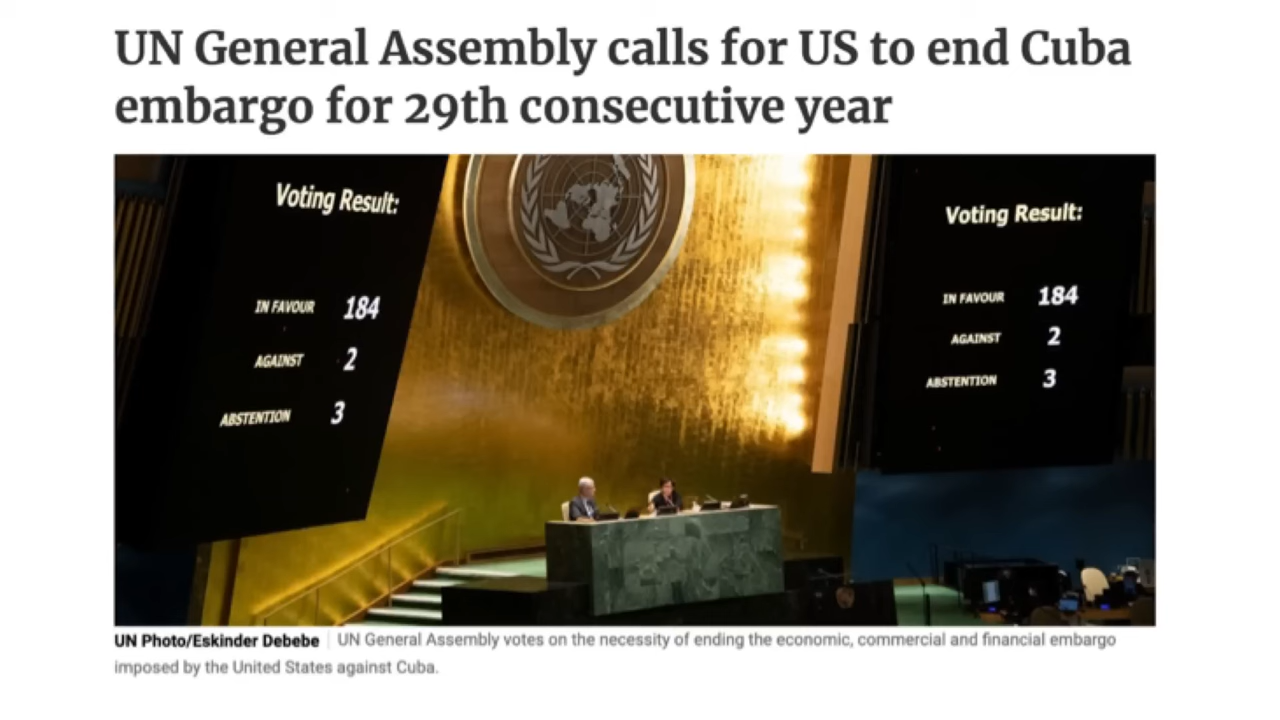 UN General Assembly calls for US to end Cuba
embargo for 29th consecutive year
Voting Result:
IN FAVOUR 184
AGAINST 2
ABSTENTION 3
Voting Result:
IN FAVOUR 184
AGAINST 2
ABSTENTION 3
UN Photo/Eskinder Debebe UN General Assembly votes on the necessity of ending the economic, commercial and financial embargo
imposed by the United States against Cuba.